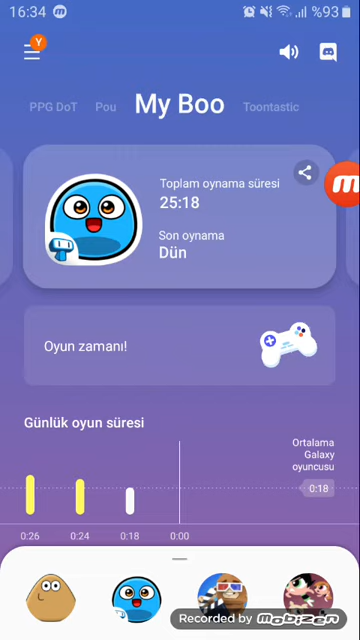 16:34 %93
Y
PPG DoT Pou My Boo Toontastic
Toplam oynama süresi
25:18
Son oynama
Dün
Oyun zamanı!
Günlük oyun süresi
Ortalama
Galaxy
oyuncusu
0:18
0:26 0:24 0:18 0:00
Recorded by Mobizen